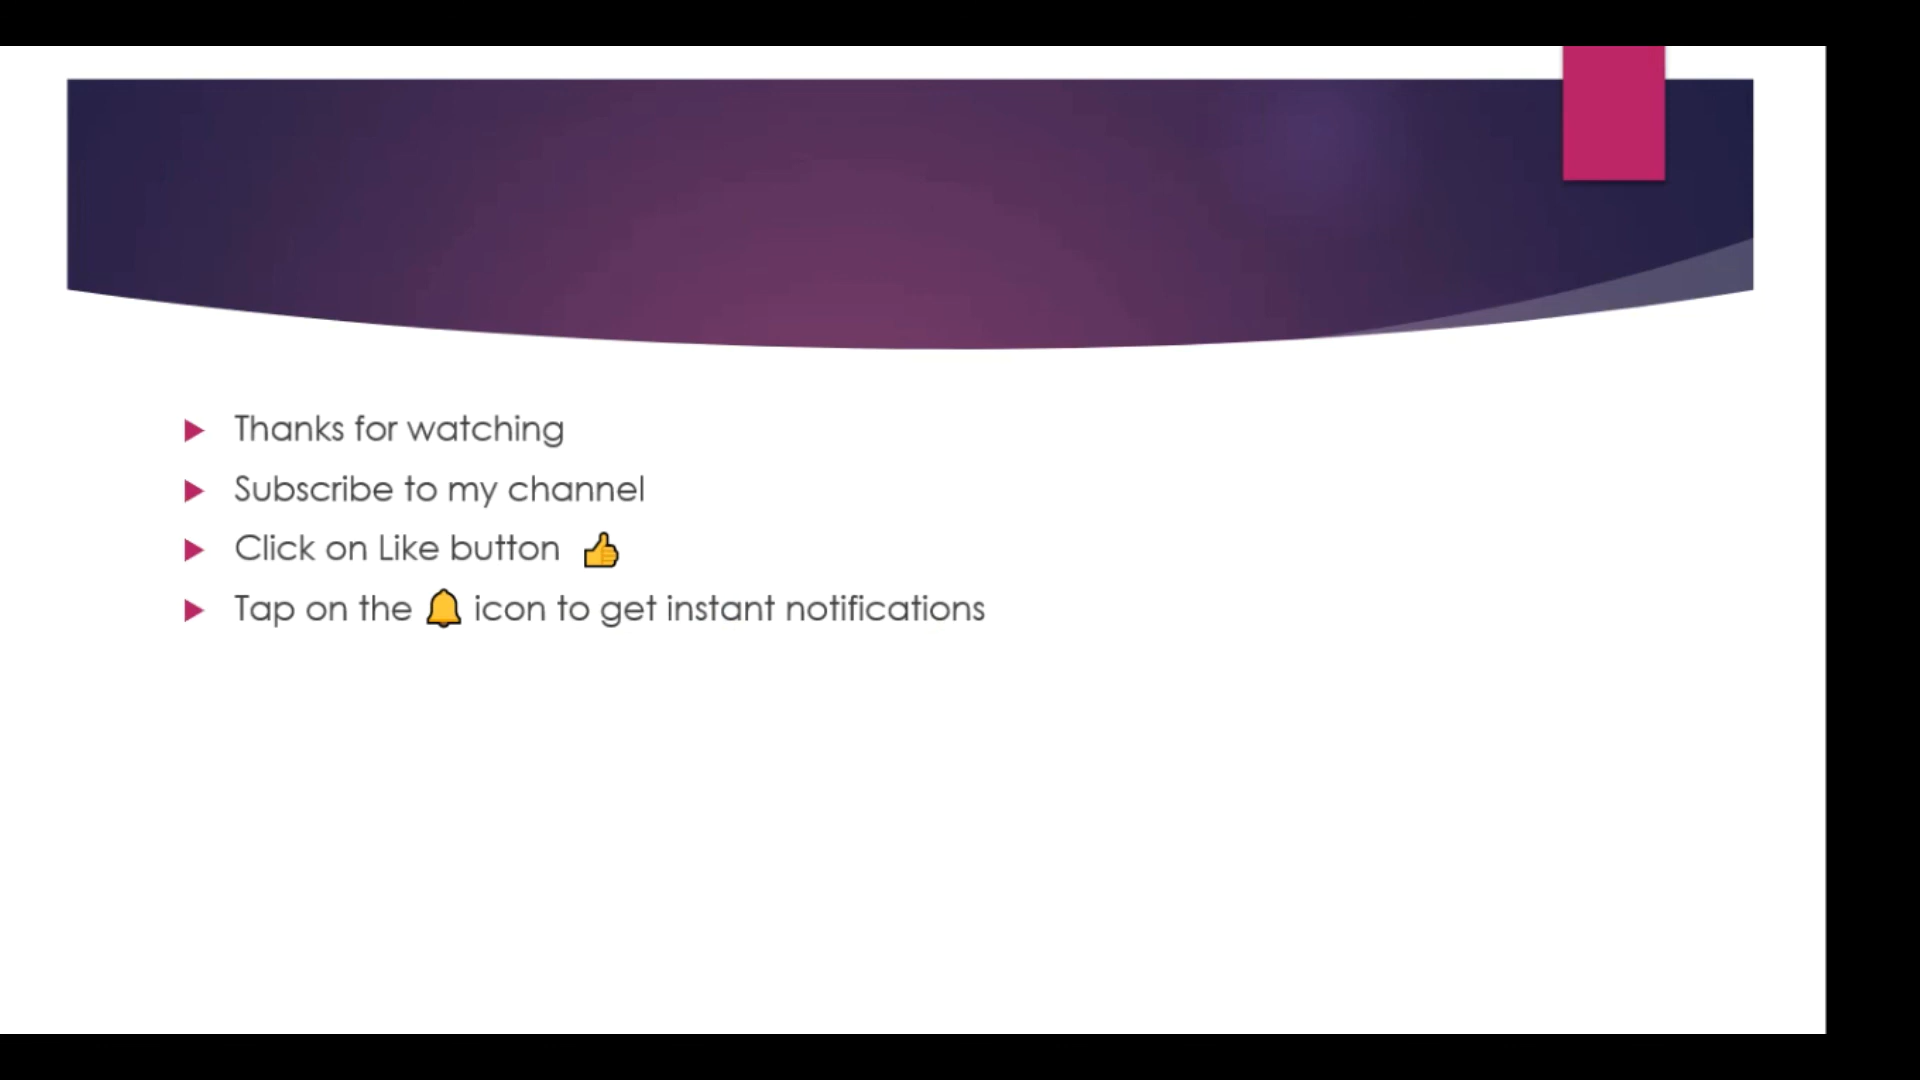 Thanks for watching
Subscribe to my channel
Click on Like button 👍
Tap on the 🔔 icon to get instant notifications